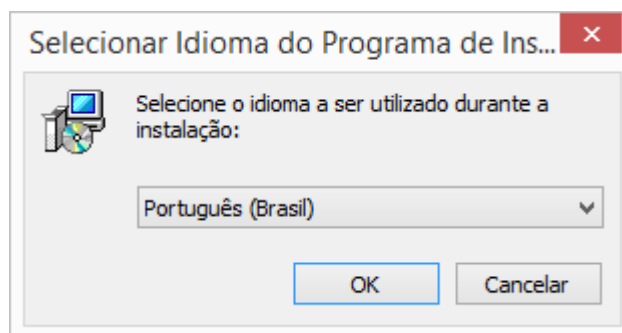 Selecionar Idioma do Programa de Ins...
Selecione o idioma a ser utilizado durante a
instalação:
Português (Brasil)
OK Cancelar